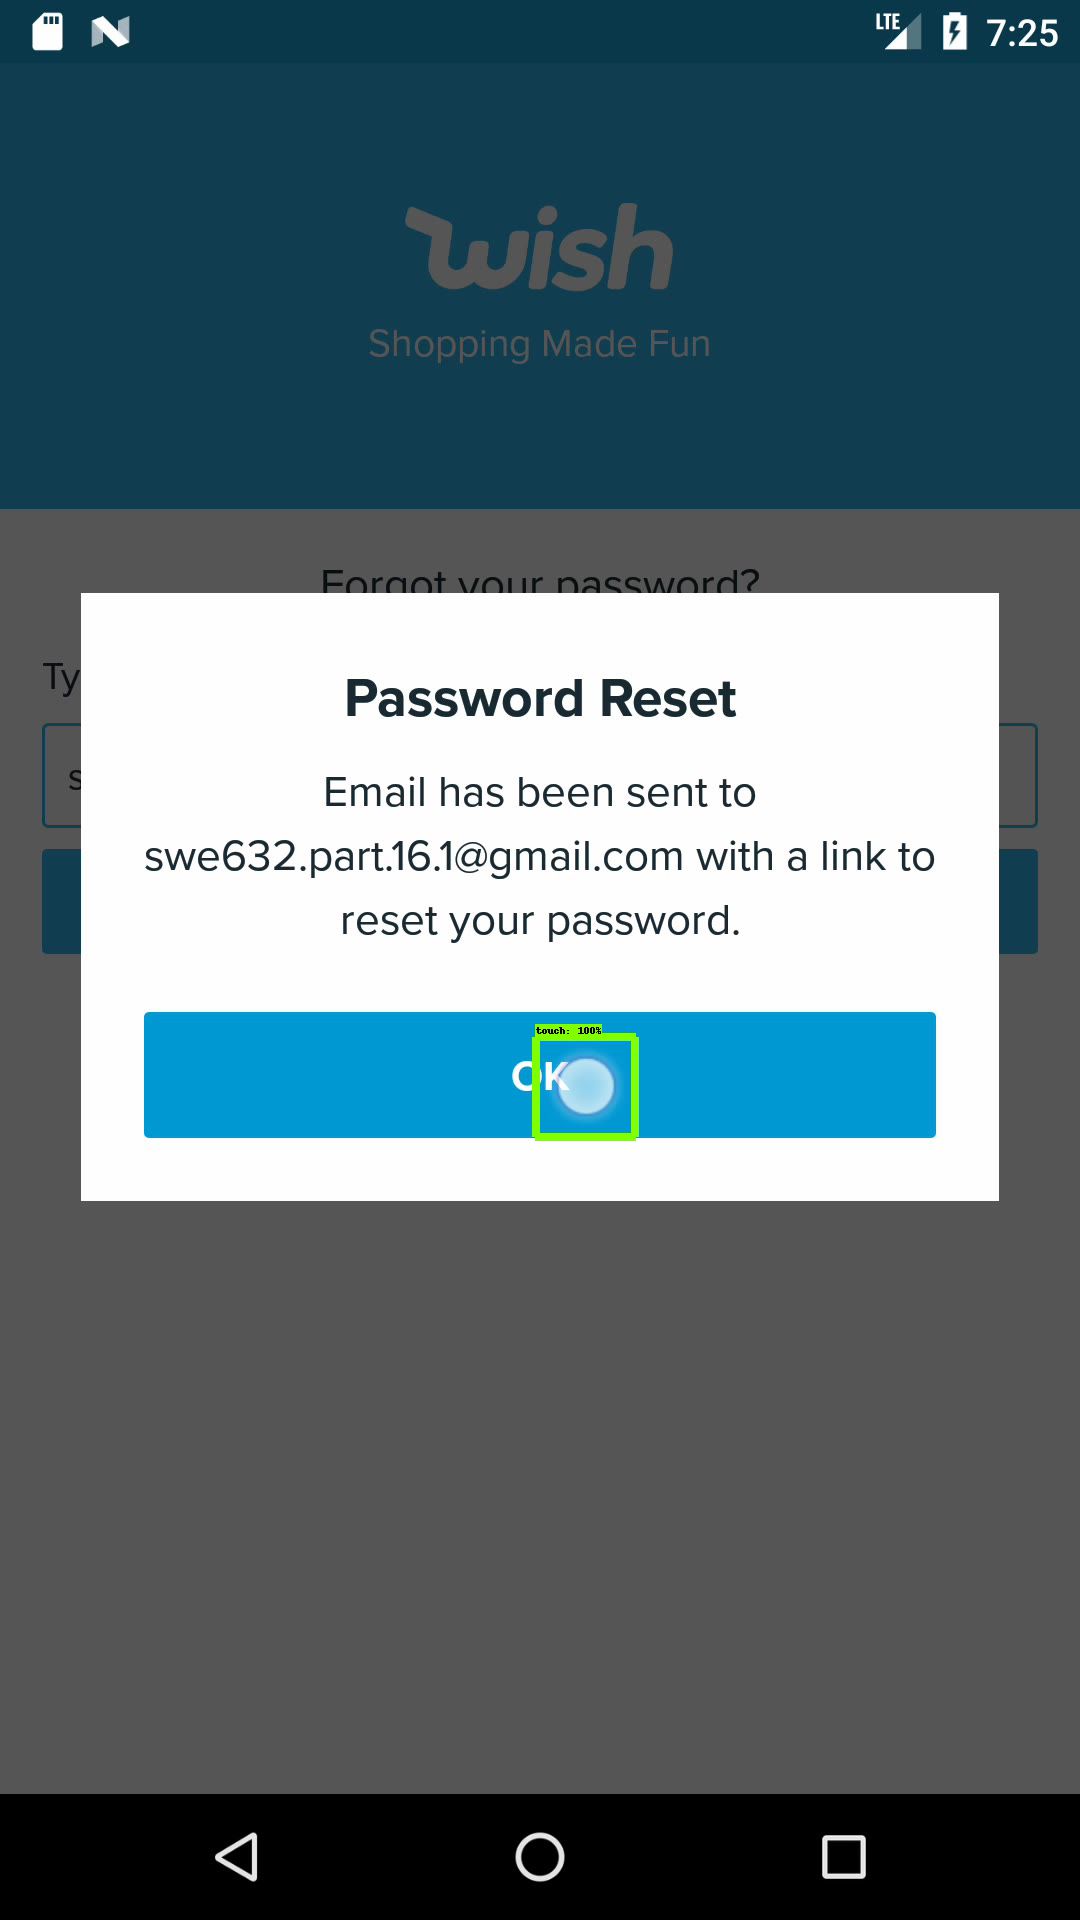 LTE 7:25
wish
Shopping Made Fun
Forgot your password?
Ty
s
Password Reset
Email has been sent to
swe632.part.16.1@gmail.com with a link to
reset your password.
touch: 100%
OK